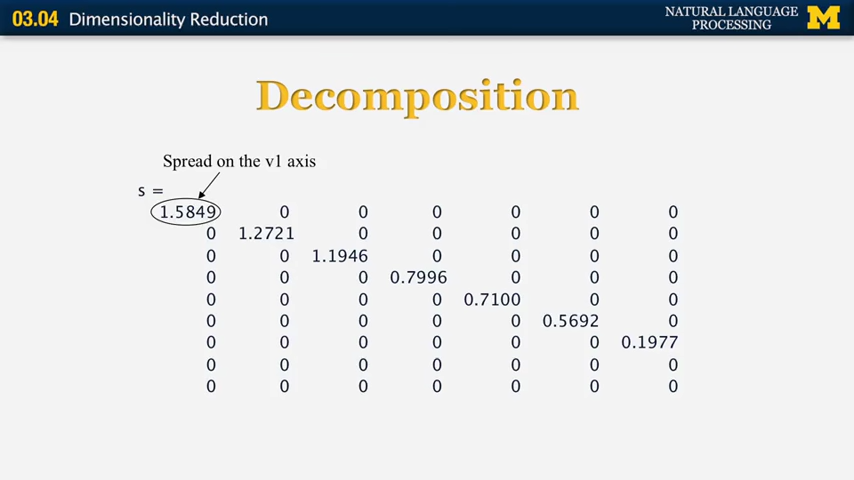 03.04 Dimensionality Reduction
NATURAL LANGUAGE
PROCESSING
M
Decomposition
Spread on the v1 axis
s =
1.5849 0 0 0 0 0 0
0 1.2721 0 0 0 0 0
0 0 1.1946 0 0 0 0
0 0 0 0.7996 0 0 0
0 0 0 0 0.7100 0 0
0 0 0 0 0 0.5692 0
0 0 0 0 0 0 0.1977
0 0 0 0 0 0 0
0 0 0 0 0 0 0